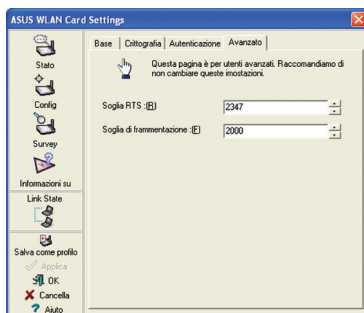 ASUS WLAN Card Settings
Stato
Config
Survey
Informazioni su
Link State
Salva come profilo
Applica
OK
Cancella
Aiuto
Base
Crittografia
Autenticazione
Avanzato
Questa pagina è per utenti avanzati. Raccomandiamo di
non cambiare queste imostazioni.
Soglia RTS :(R)
2347
Soglia di frammentazione :(F)
2000